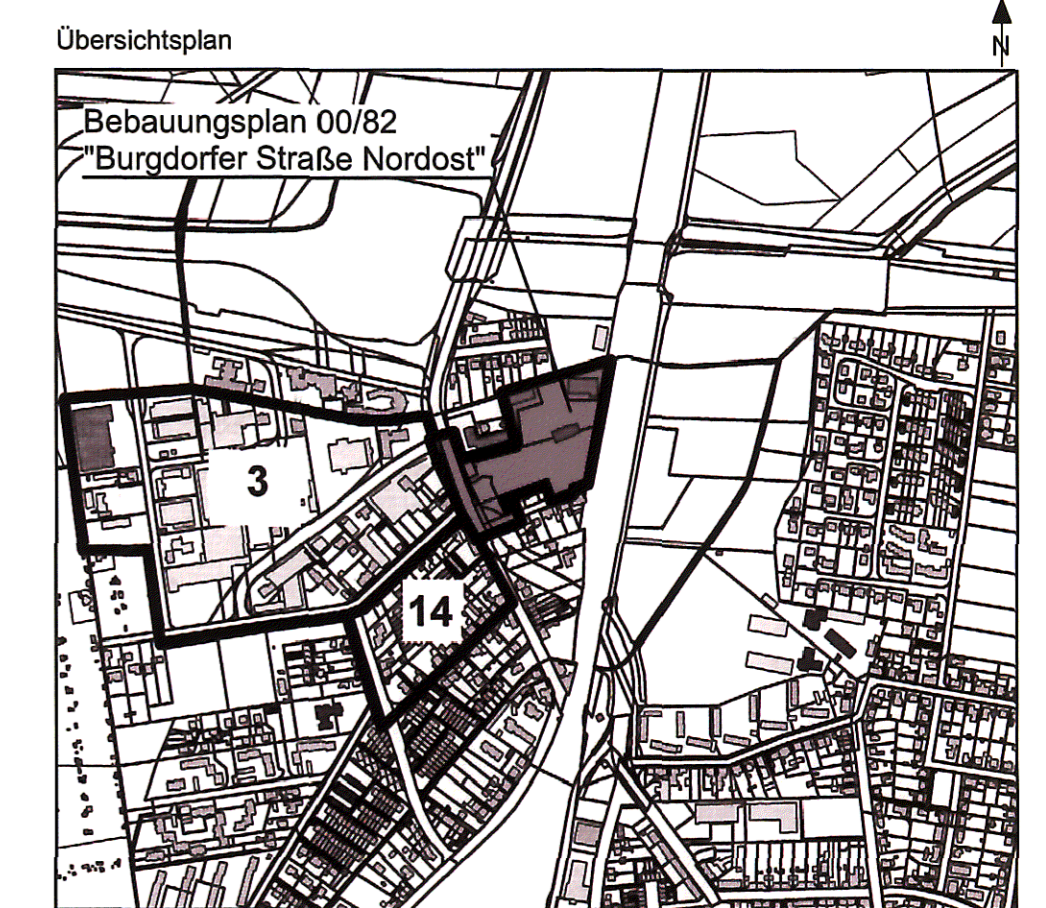 Übersichtsplan
N
Bebauungsplan 00/82
"Burgdorfer Straße Nordost"
3
14